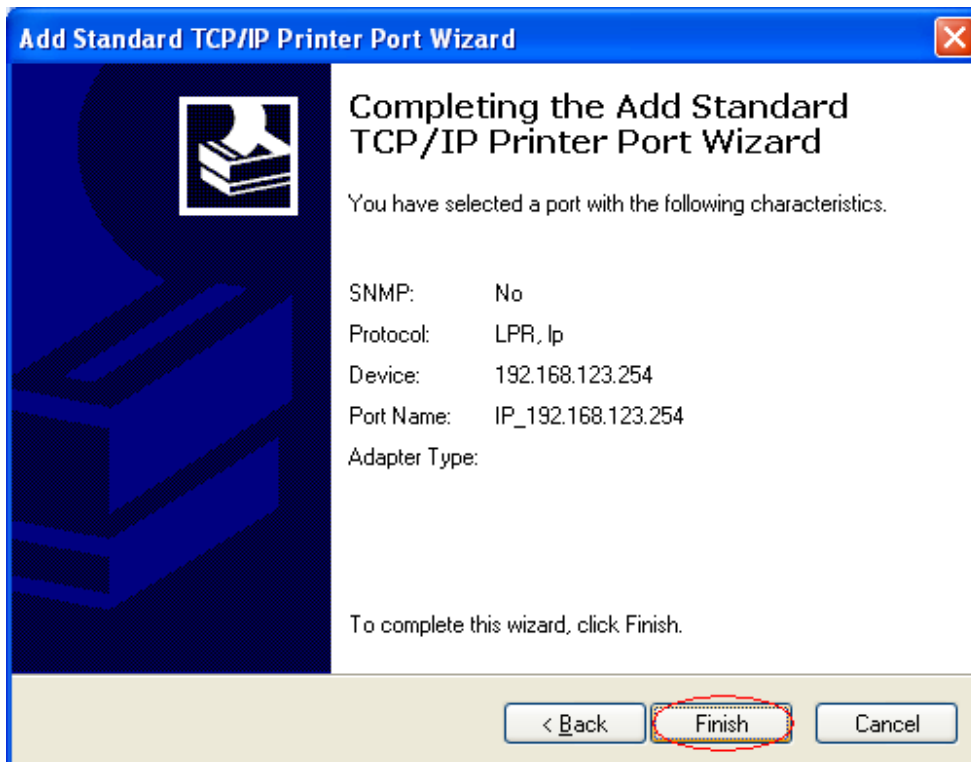 Add Standard TCP/IP Printer Port Wizard
Completing the Add Standard
TCP/IP Printer Port Wizard
You have selected a port with the following characteristics.
SNMP: No
Protocol: LPR, lp
Device: 192.168.123.254
Port Name: IP_192.168.123.254
Adapter Type:
To complete this wizard, click Finish.
< Back Finish Cancel